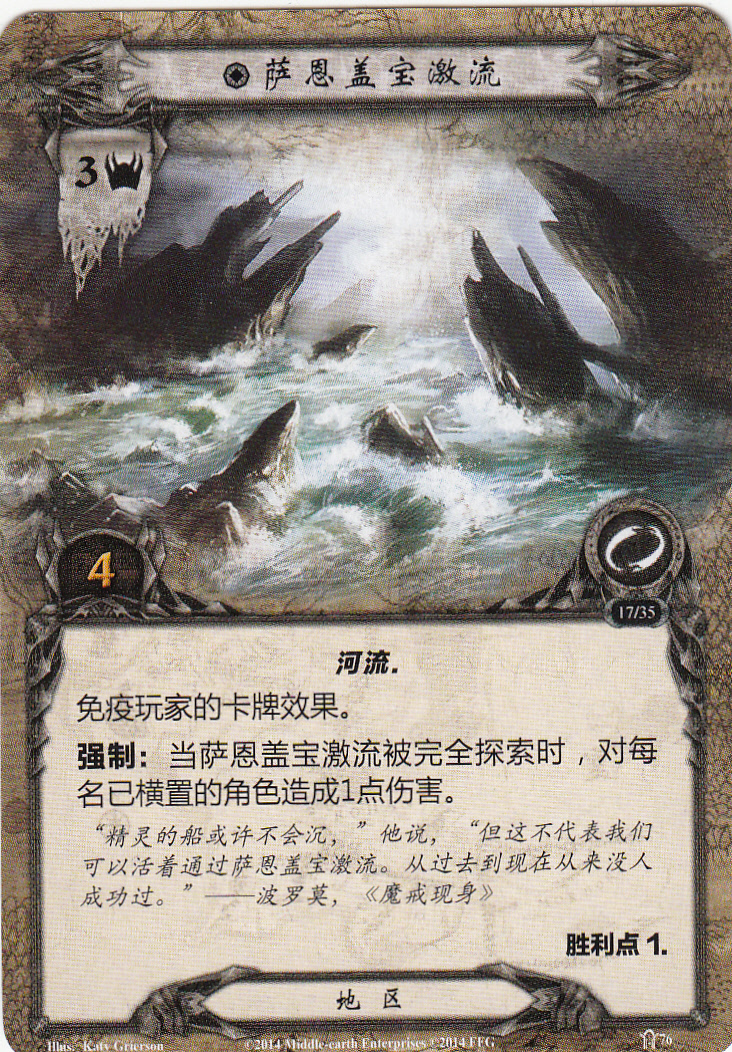 萨恩盖宝激流
3
4
17/35
河流.
免疫玩家的卡牌效果。
强制：当萨恩盖宝激流被完全探索时，对每
名已横置的角色造成1点伤害。
“精灵的船或许不会沉，”他说，“但这不代表我们
可以活着通过萨恩盖宝激流。从过去到现在从来没人
成功过。”——波罗莫，《魔戒现身》
胜利点 1.
地区
Illus: Katy Grierson
©2014 Middle-earth Enterprises ©2014 FFG
76